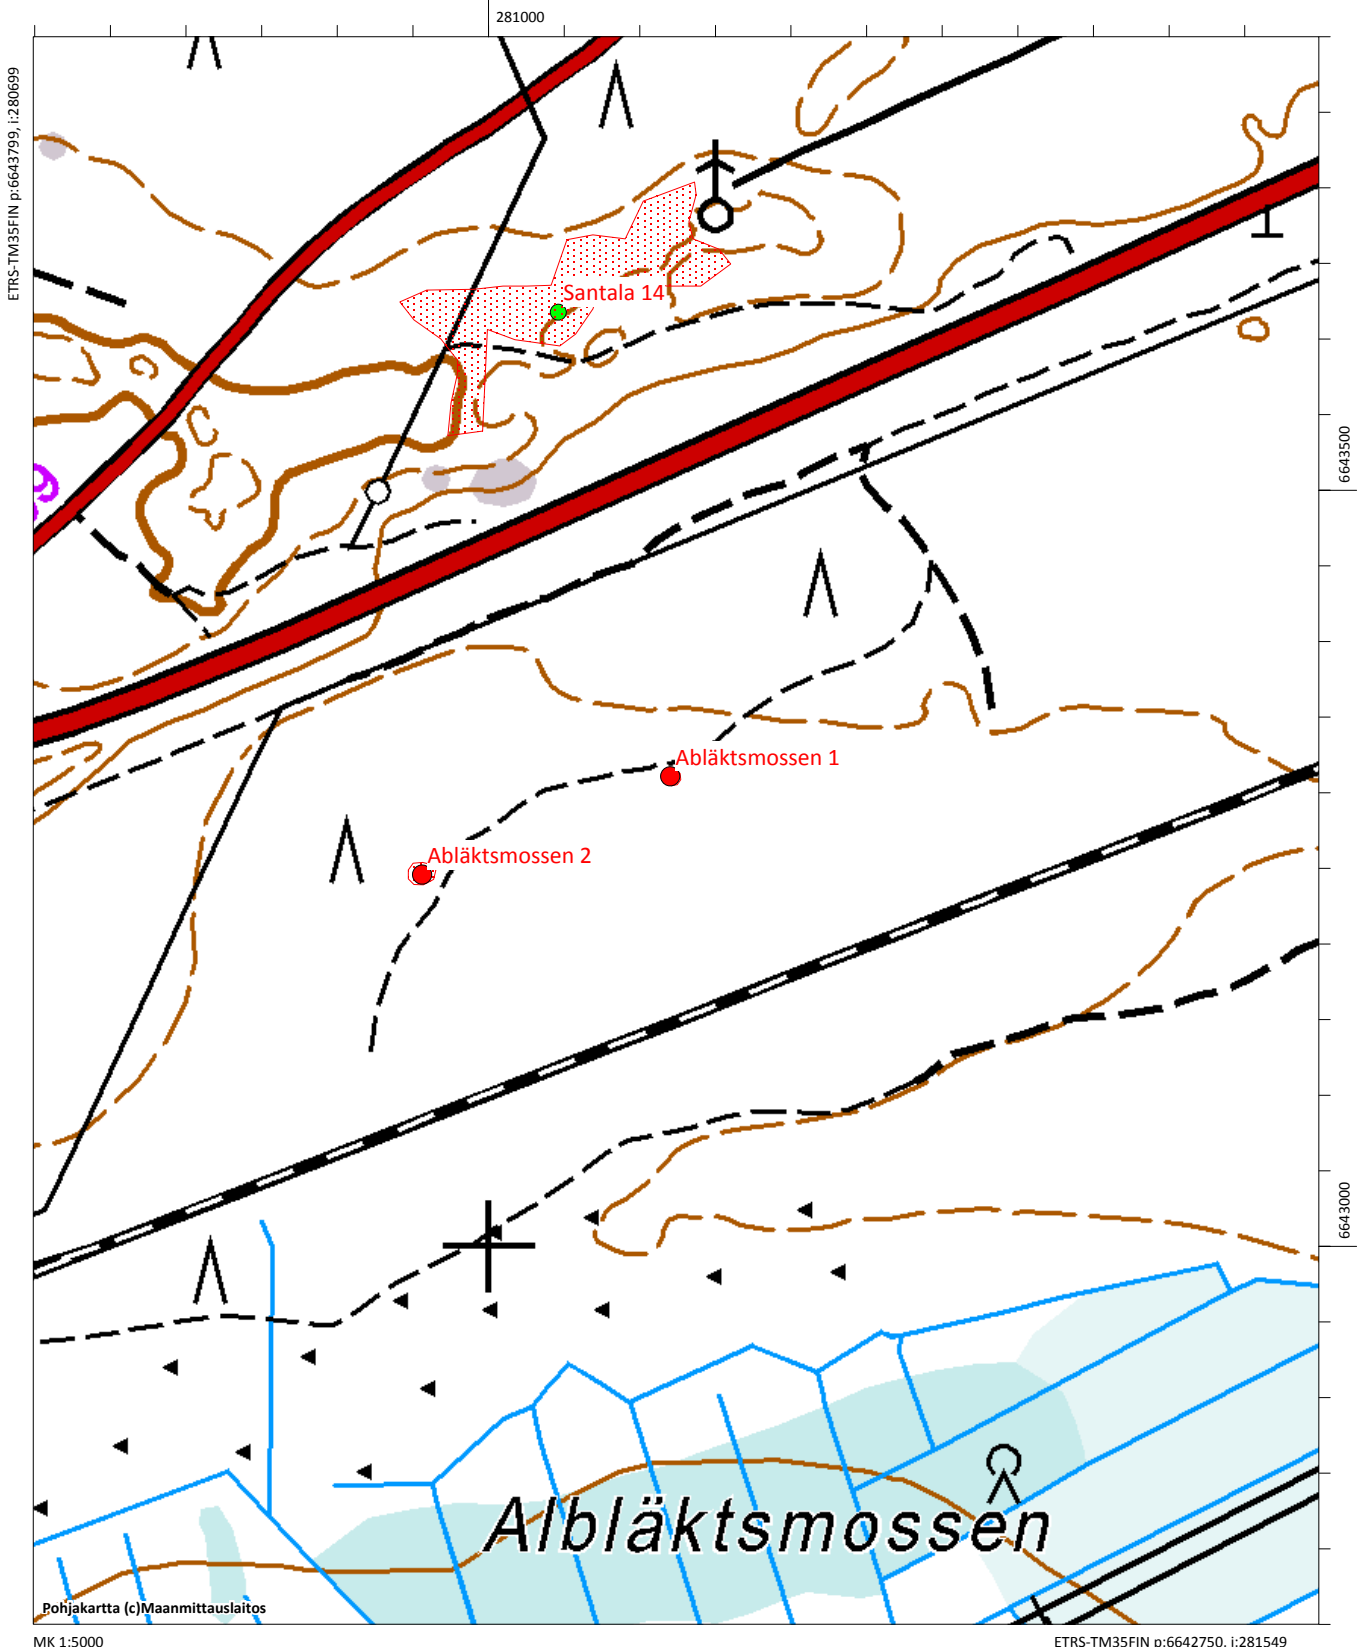 281000
ETRS-TM35FIN p:6643799, i:280699
Santala 14
6643500
Abläktsmossen 1
Abläktsmossen 2
6643000
Albläktsmossen
Pohjakartta (c)Maanmittauslaitos
MK 1:5000
ETRS-TM35FIN p:6642750, i:281549